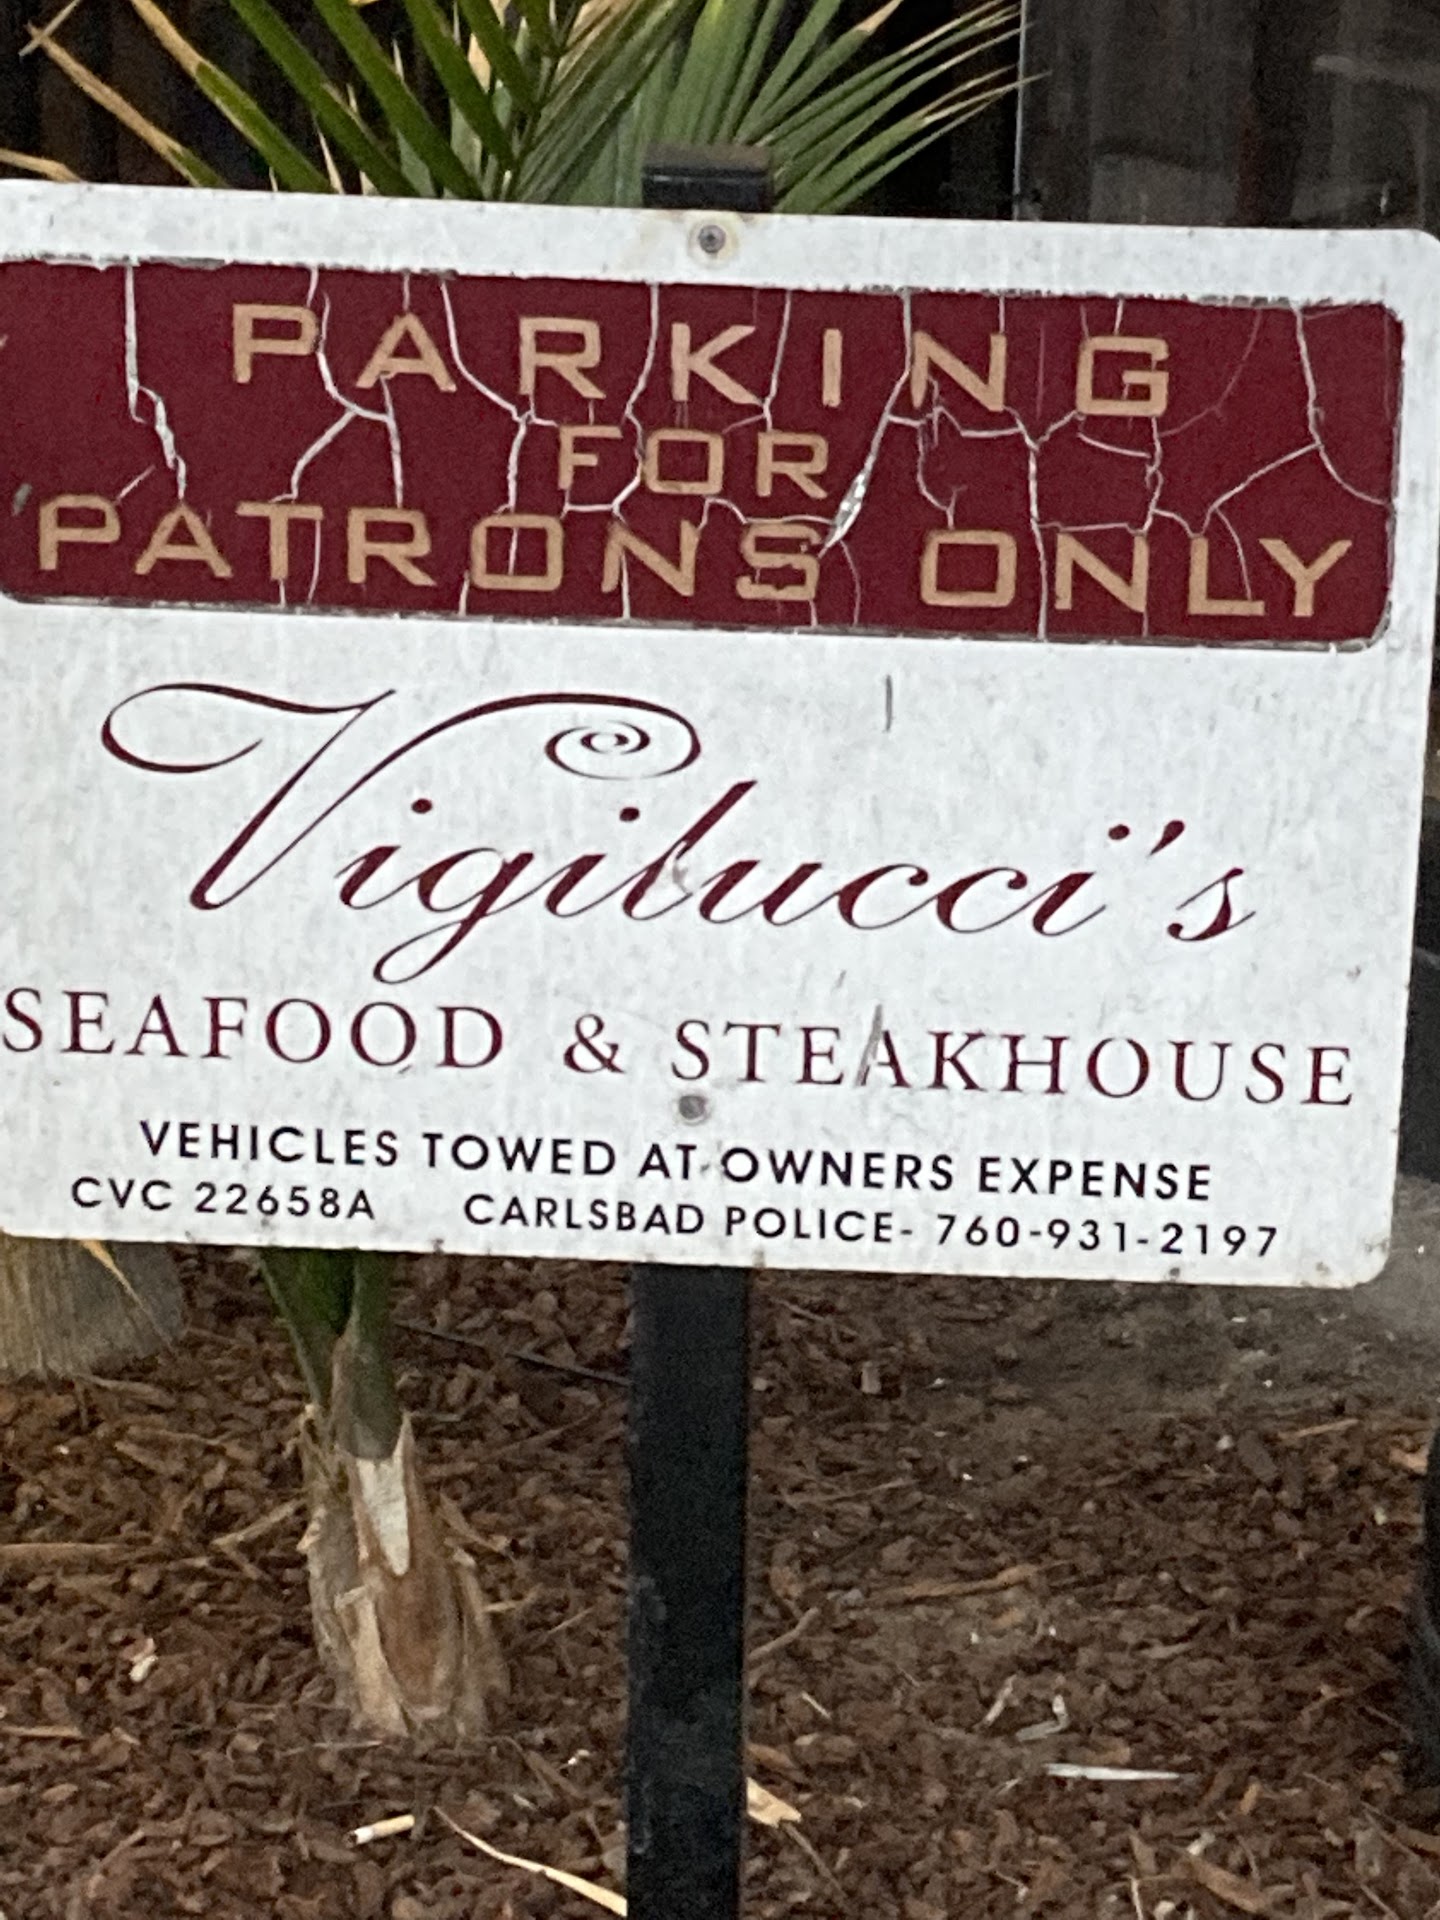 PARKING
FOR
PATRONS ONLY
Vigilucci's
SEAFOOD & STEAKHOUSE
VEHICLES TOWED AT OWNERS EXPENSE
CVC 22658A CARLSBAD POLICE- 760-931-2197